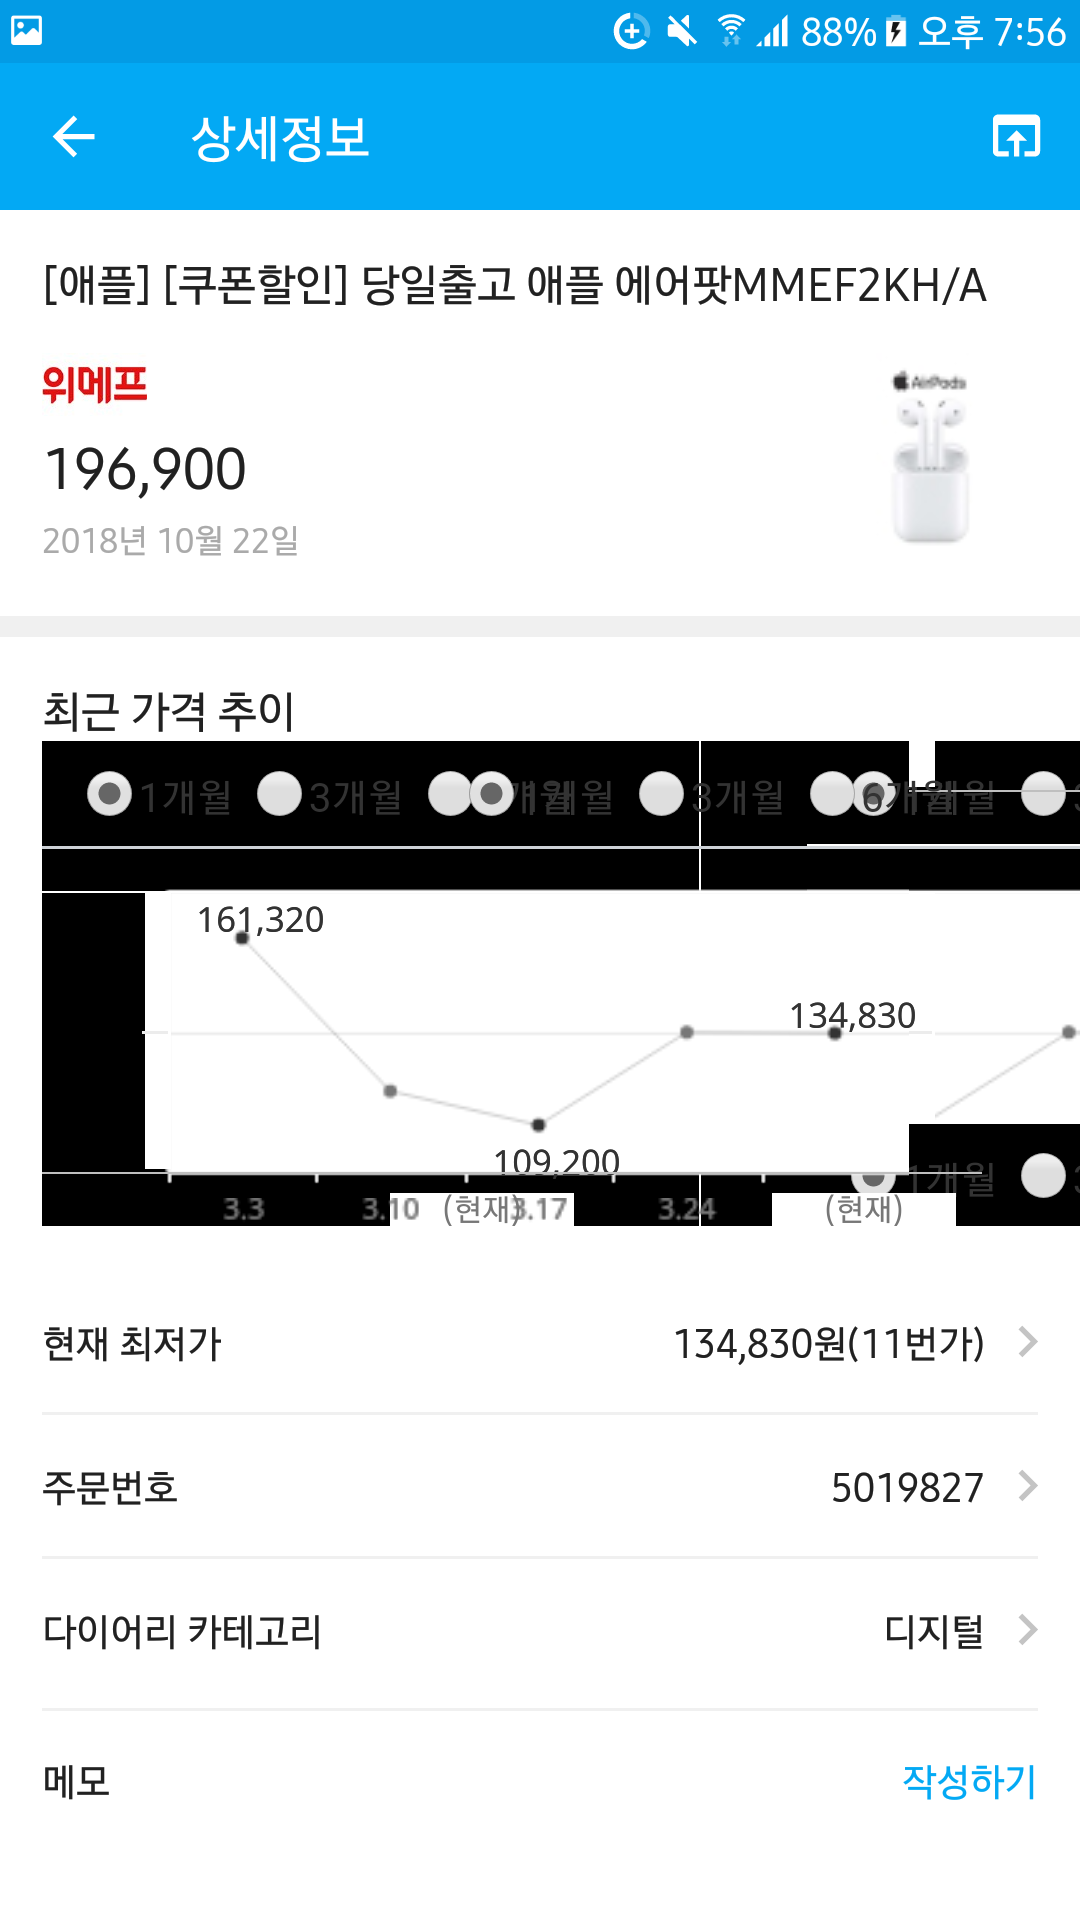 88% 오후 7:56
상세정보
[애플] [쿠폰할인] 당일출고 애플 에어팟MMEF2KH/A
위메프
AirPods
196,900
2018년 10월 22일
최근 가격 추이
1개월 3개월 1개월 3개월 6개월
161,320
134,830
109,200
1개월
3.3 3.10 (현재) 3.17 3.24 (현재)
현재 최저가 134,830원(11번가)
주문번호 5019827
다이어리 카테고리 디지털
메모 작성하기